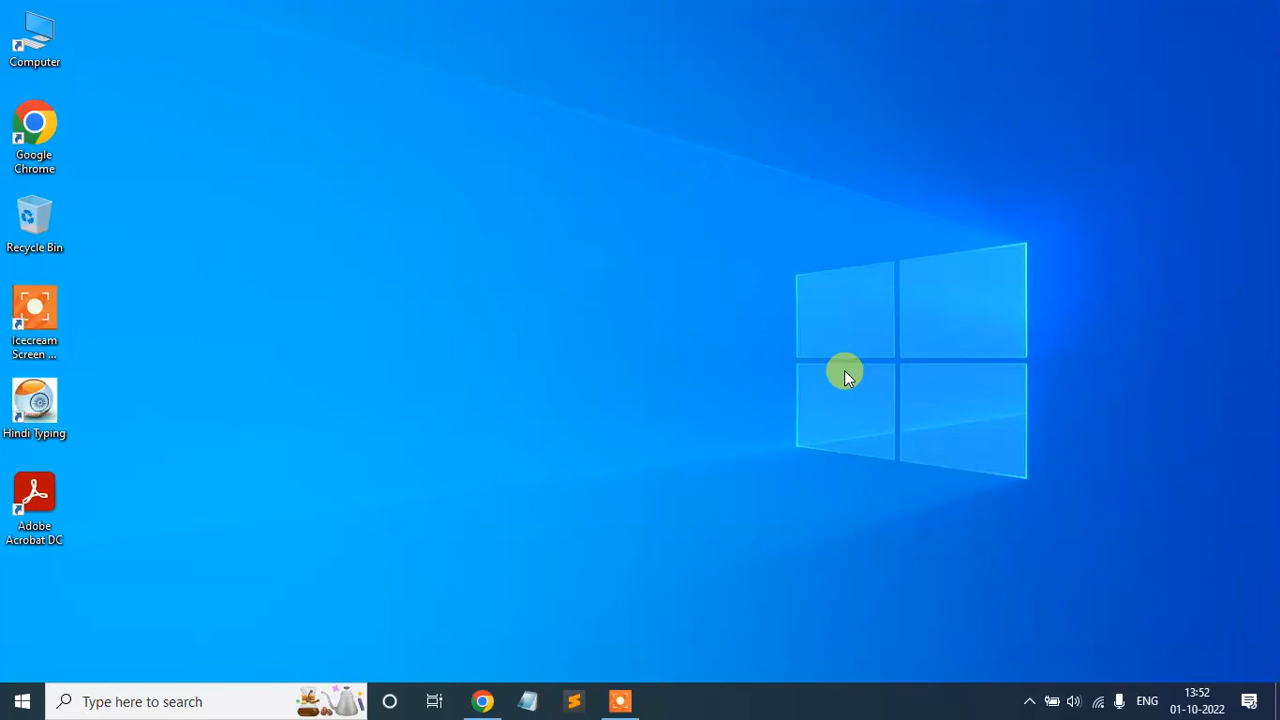 Computer
Google
Chrome
Recycle Bin
Icecream
Screen ...
Hindi Typing
Adobe
Acrobat DC
Type here to search
ENG
13:52
01-10-2022